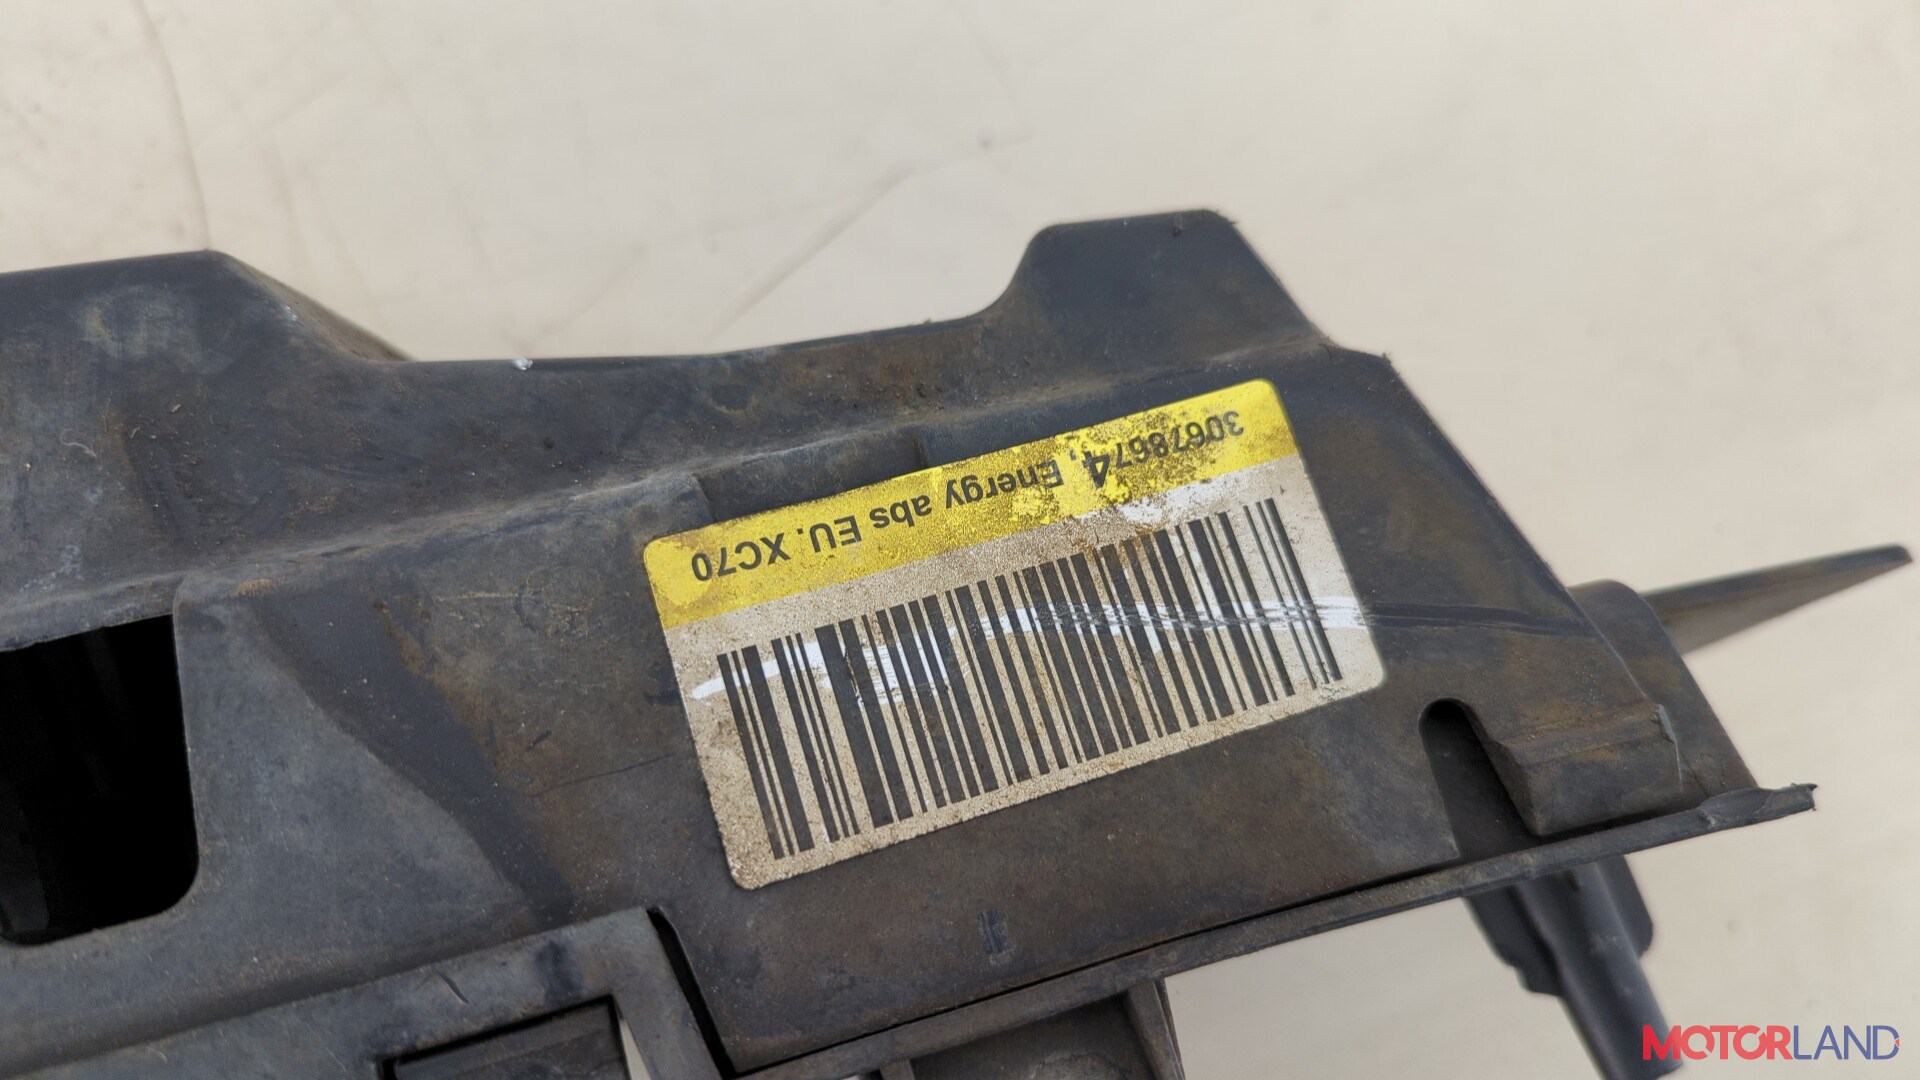 30678674, Energy abs EU. XC70
MOTORLAND